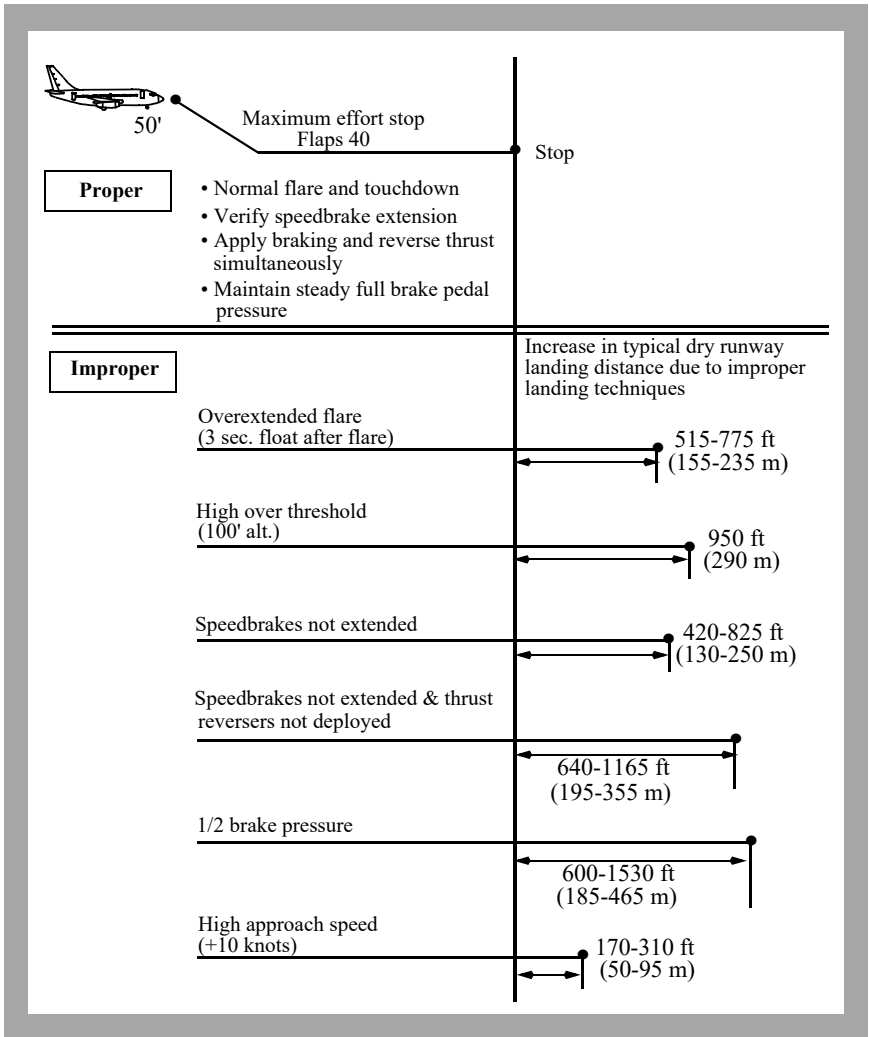 50'
Maximum effort stop
Flaps 40
Stop
Proper
• Normal flare and touchdown
• Verify speedbrake extension
• Apply braking and reverse thrust
simultaneously
• Maintain steady full brake pedal
pressure
Improper
Increase in typical dry runway
landing distance due to improper
landing techniques
Overextended flare
(3 sec. float after flare)
515-775 ft
(155-235 m)
High over threshold
(100' alt.)
950 ft
(290 m)
Speedbrakes not extended
420-825 ft
(130-250 m)
Speedbrakes not extended & thrust
reversers not deployed
640-1165 ft
(195-355 m)
1/2 brake pressure
600-1530 ft
(185-465 m)
High approach speed
(+10 knots)
170-310 ft
(50-95 m)